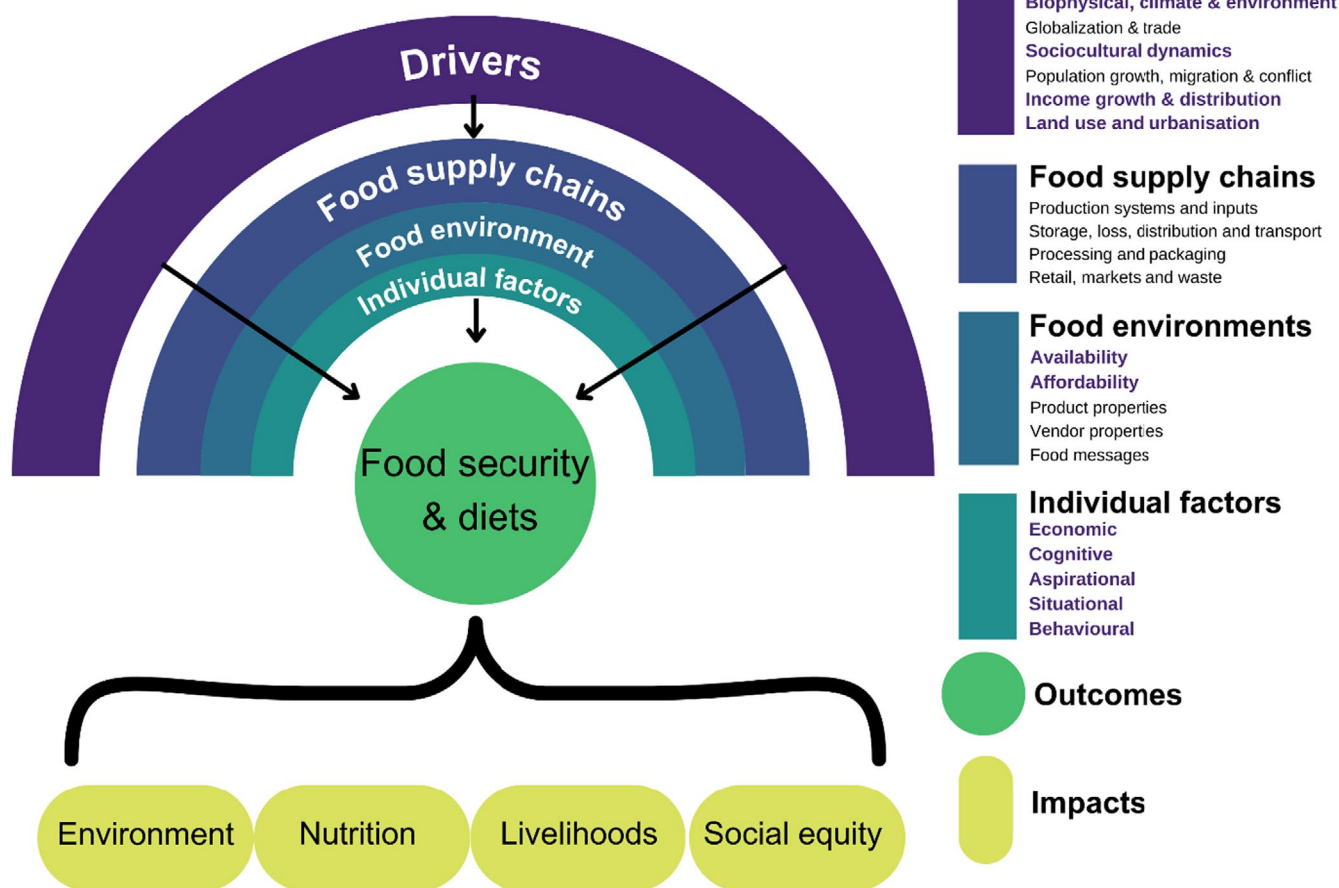 Drivers
Food supply chains
Food environment
Individual factors
Food security
& diets
Environment
Nutrition
Livelihoods
Social equity
Biophysical, climate & environment
Globalization & trade
Sociocultural dynamics
Population growth, migration & conflict
Income growth & distribution
Land use and urbanisation
Food supply chains
Production systems and inputs
Storage, loss, distribution and transport
Processing and packaging
Retail, markets and waste
Food environments
Availability
Affordability
Product properties
Vendor properties
Food messages
Individual factors
Economic
Cognitive
Aspirational
Situational
Behavioural
Outcomes
Impacts